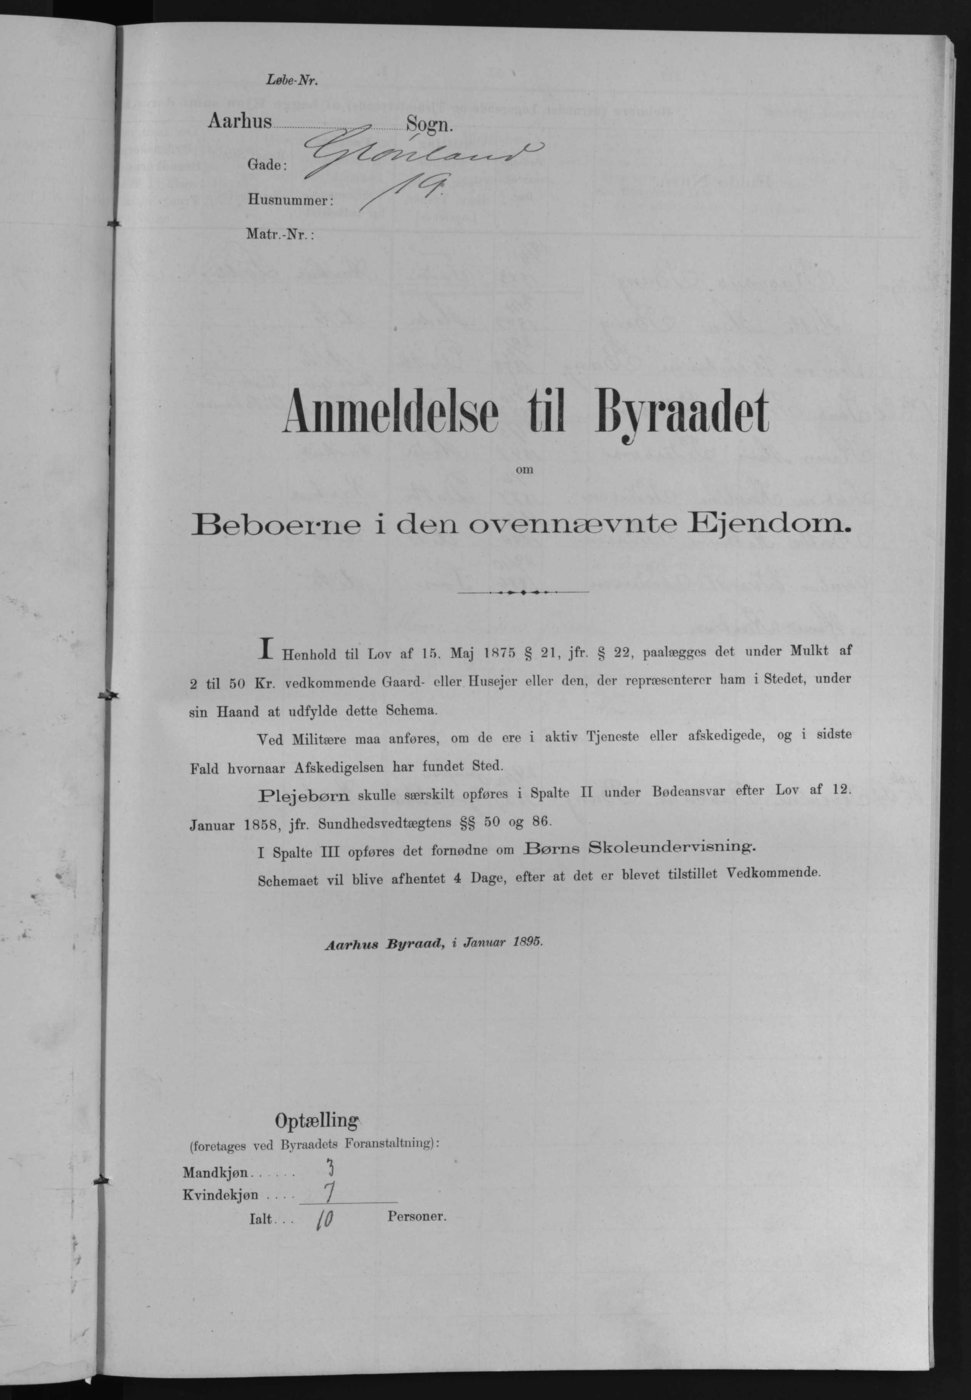 Løbe-Nr.
Aarhus Sogn.
Gade: Grönland
Husnummer: 19.
Matr.-Nr.:
Anmeldelse til Byraadet
om
Beboerne i den ovennævnte Ejendom.
I Henhold til Lov af 15. Maj 1875 § 21, jfr. § 22, paalægges det under Mulkt af
2 til 50 Kr. vedkommende Gaard- eller Husejer eller den, der repræsenterer ham i Stedet, under
sin Haand at udfylde dette Schema.
Ved Militære maa anføres, om de ere i aktiv Tjeneste eller afskedigede, og i sidste
Fald hvornaar Afskedigelsen har fundet Sted.
Plejebørn skulle særskilt opføres i Spalte II under Bødeansvar efter Lov af 12.
Januar 1858, jfr. Sundhedsvedtægtens §§ 50 og 86.
I Spalte III opføres det fornødne om Børns Skoleundervisning.
Schemaet vil blive afhentet 4 Dage, efter at det er blevet tilstillet Vedkommende.
Aarhus Byraad, i Januar 1895.
Optælling
(foretages ved Byraadets Foranstaltning):
Mandkjøn...... 3
Kvindekjøn .... 7
Ialt... 10 Personer.